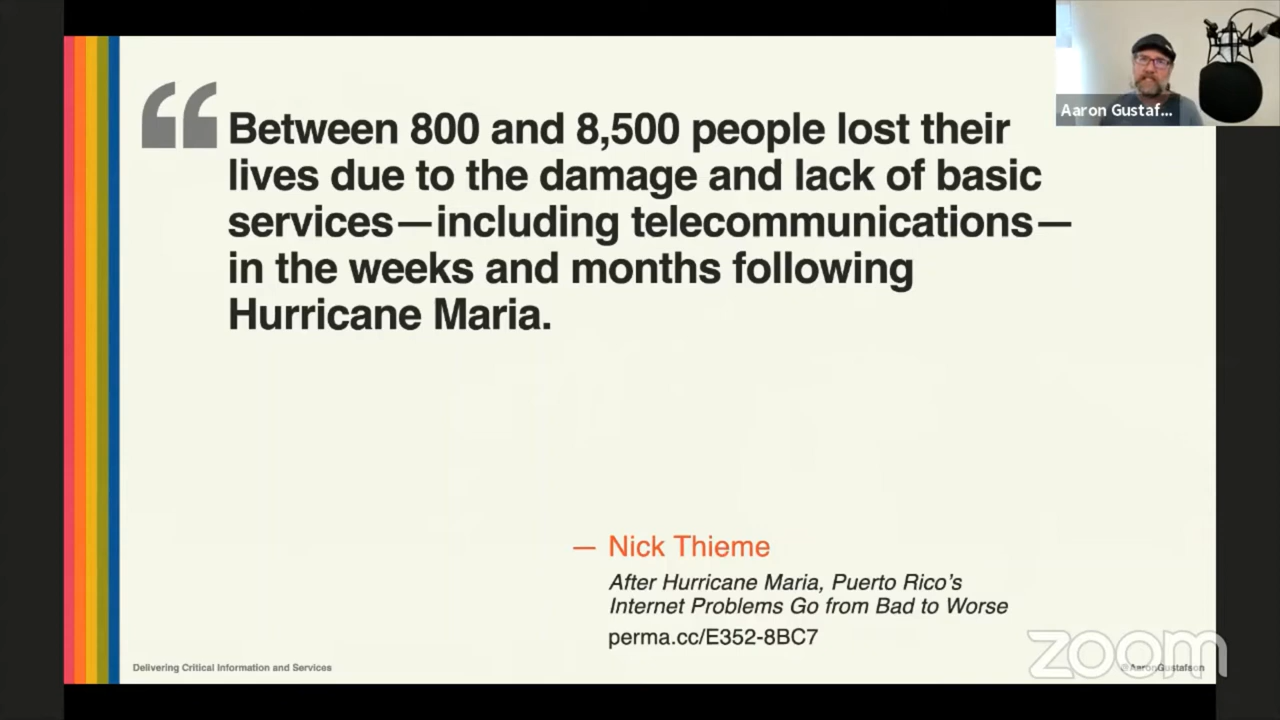 “
Between 800 and 8,500 people lost their
lives due to the damage and lack of basic
services—including telecommunications—
in the weeks and months following
Hurricane Maria.
— Nick Thieme
After Hurricane Maria, Puerto Rico’s
Internet Problems Go from Bad to Worse
perma.cc/E352-8BC7
Delivering Critical Information and Services
@AaronGustafson
zoom
Aaron Gustaf...